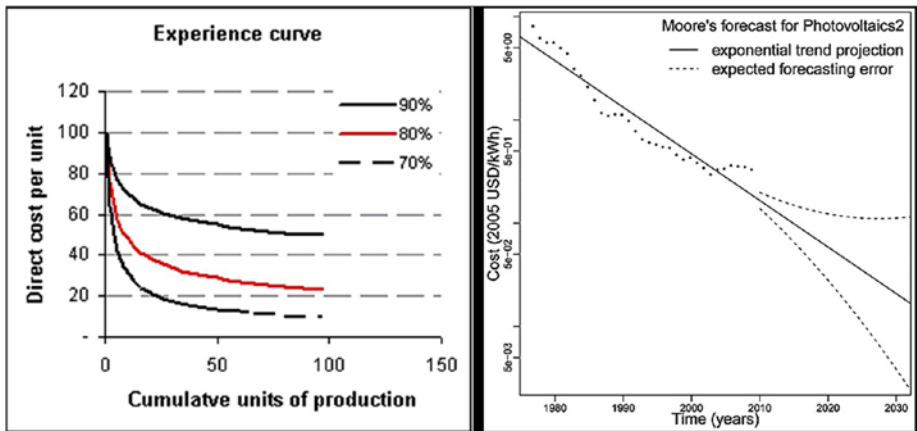 Experience curve
Direct cost per unit
120
100
80
60
40
20
-
90%
80%
70%
0
50
100
150
Cumulatve units of production
Moore's forecast for Photovoltaics2
exponential trend projection
expected forecasting error
Cost (2005 USD/kWh)
5e+00
5e-01
5e-02
5e-03
1980
1990
2000
2010
2020
2030
Time (years)